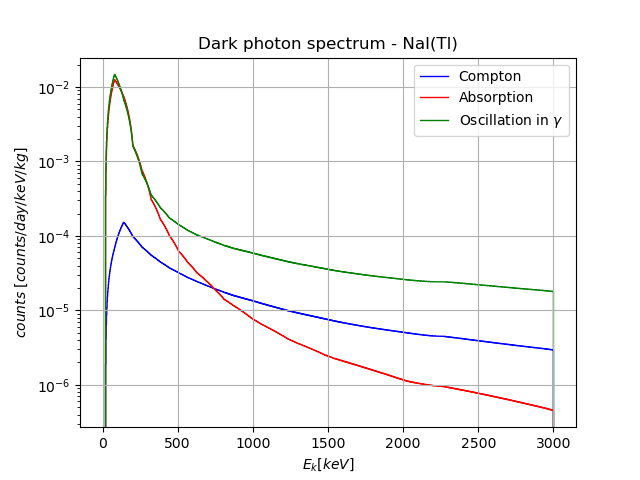 Dark photon spectrum - NaI(Tl)
Compton
Absorption
Oscillation in γ
counts [counts/day/keV/kg]
10⁻²
10⁻³
10⁻⁴
10⁻⁵
10⁻⁶
0 500 1000 1500 2000 2500 3000
E_k[keV]